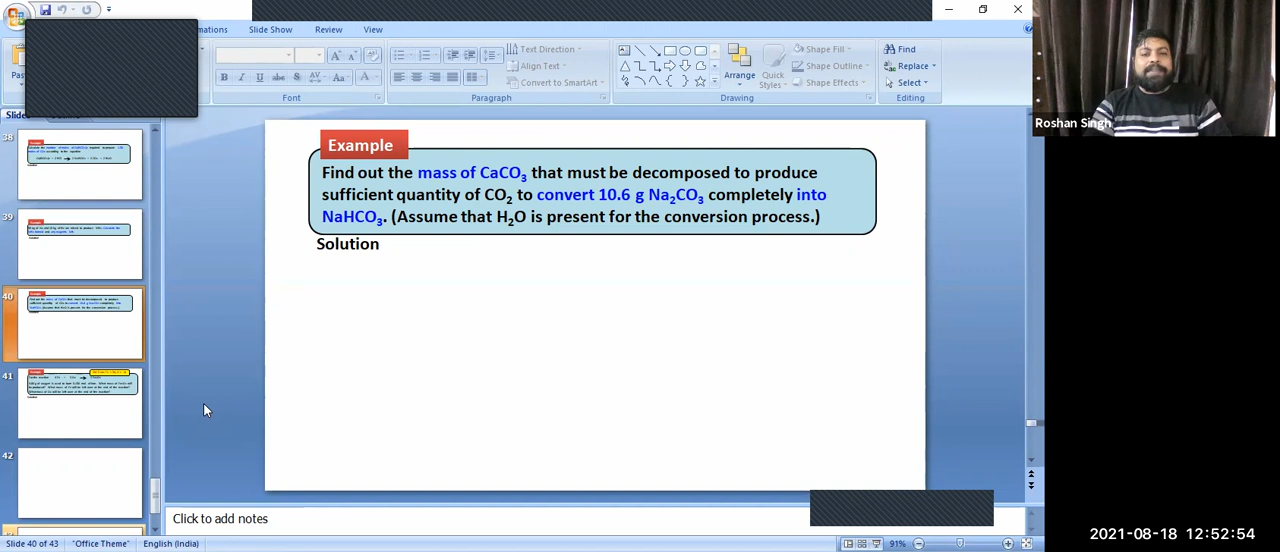 mations Slide Show Review View
Text Direction
Align Text
Convert to SmartArt
Arrange
Quick Styles
Shape Fill
Shape Outline
Shape Effects
Find
Replace
Select
Font Paragraph Drawing Editing
38
39
40
41
42
Example
Find out the mass of CaCO₃ that must be decomposed to produce
sufficient quantity of CO₂ to convert 10.6 g Na₂CO₃ completely into
NaHCO₃. (Assume that H₂O is present for the conversion process.)
Solution
Click to add notes
Slide 40 of 43 "Office Theme" English (India) 91%
Roshan Singh
2021-08-18 12:52:54